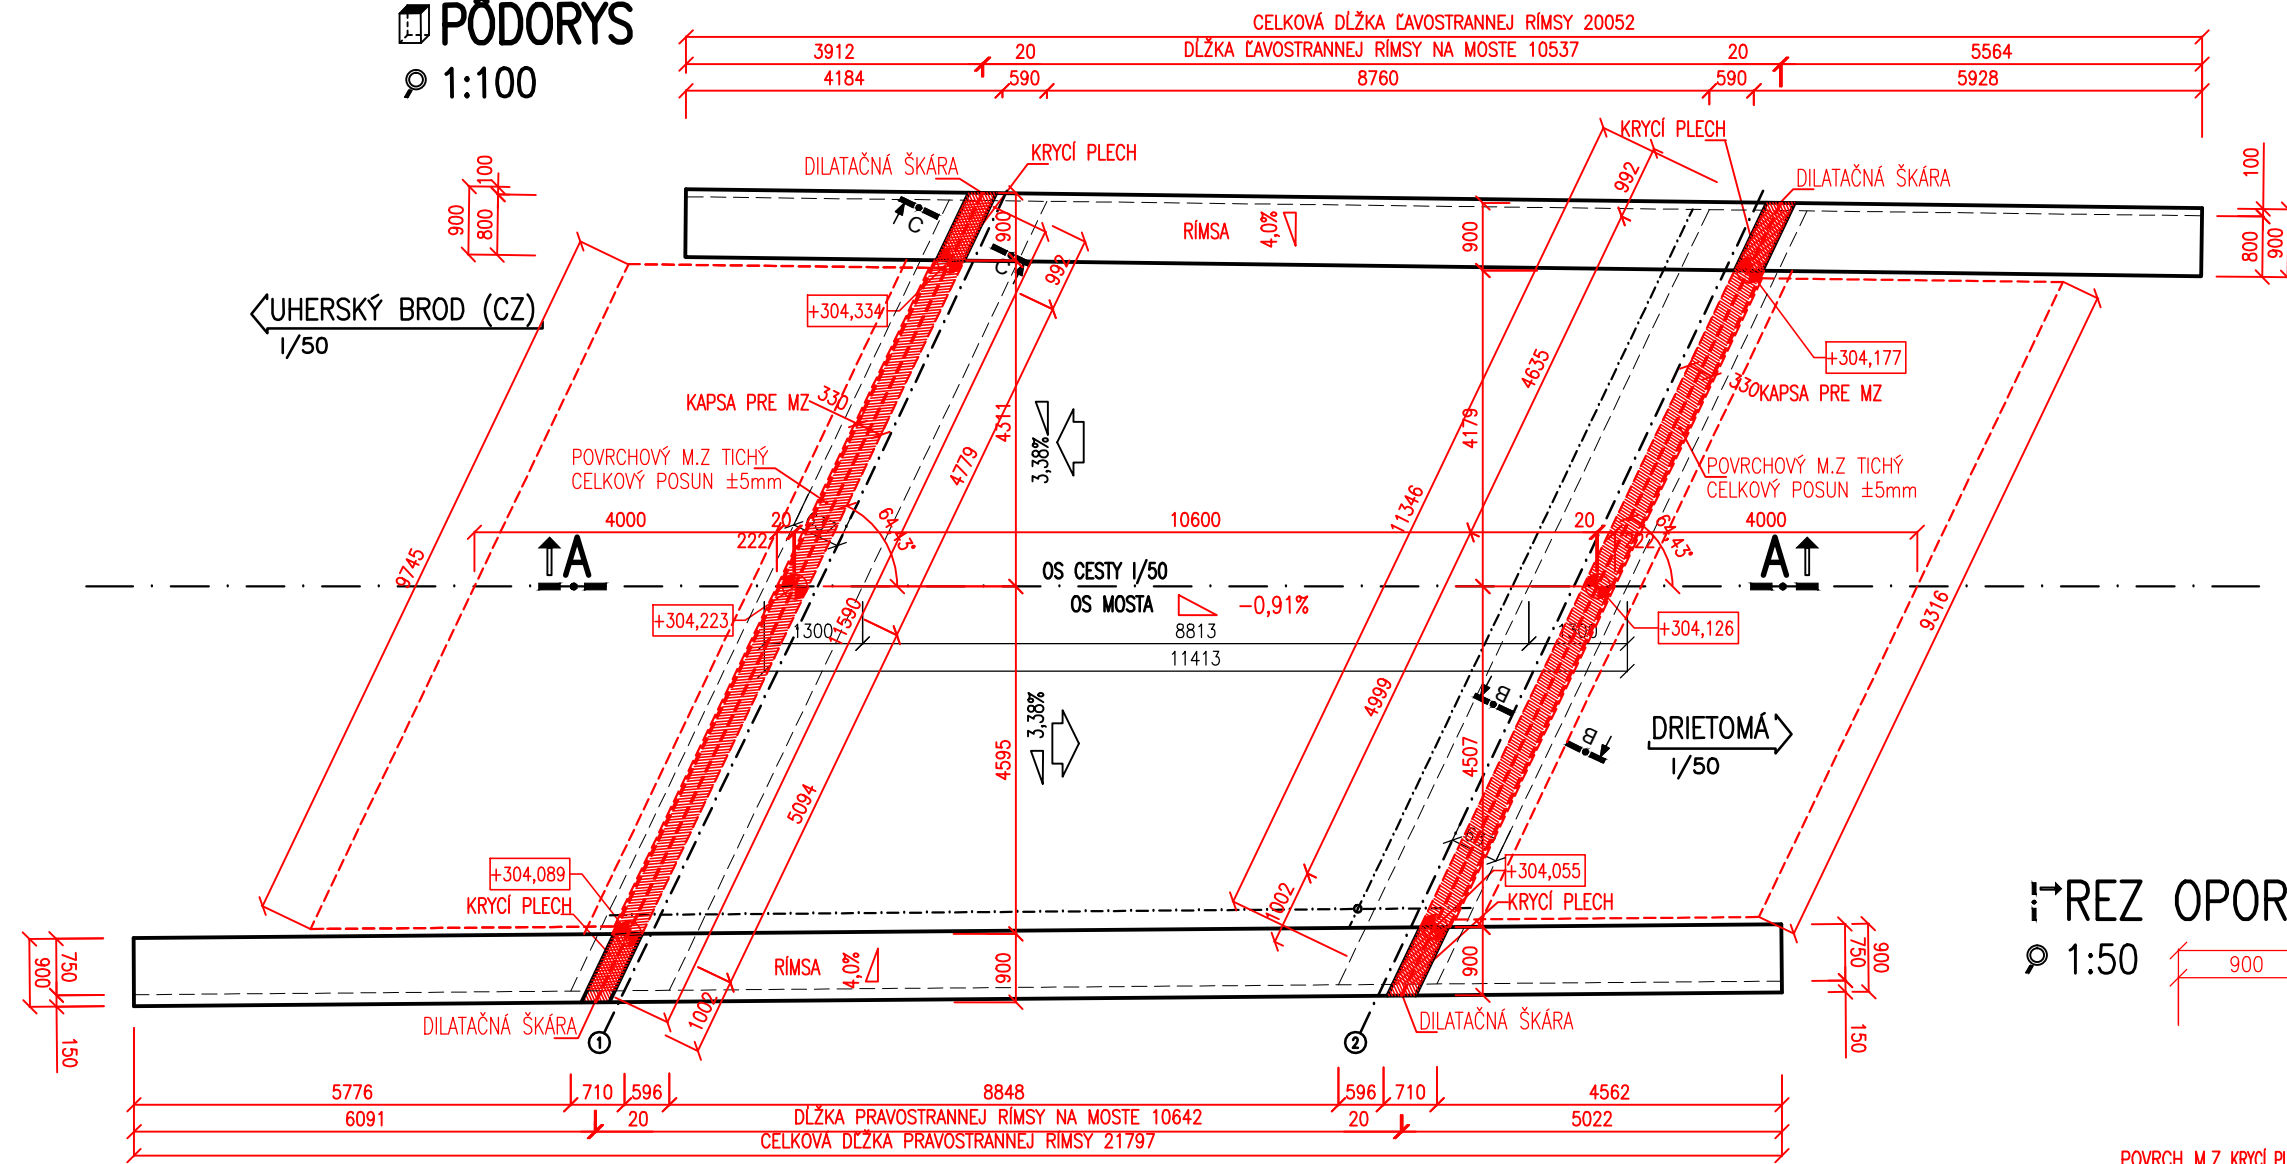 PÔDORYS
1:100
CELKOVÁ DĹŽKA ĽAVOSTRANNEJ RÍMSY 20052
3912 20 DĹŽKA ĽAVOSTRANNEJ RÍMSY NA MOSTE 10537 20 5564
4184 590 8760 590 5928
KRYCÍ PLECH
DILATAČNÁ ŠKÁRA
KRYCÍ PLECH
DILATAČNÁ ŠKÁRA
100
900
800
C
C
900
992
RÍMSA 4,0%
900
992
100
800
900
UHERSKÝ BROD (CZ)
I/50
+304,334
+304,177
KAPSA PRE MZ
330
330
KAPSA PRE MZ
4311
4779
3,38%
4635
4179
11346
POVRCHOVÝ M.Z TICHÝ
CELKOVÝ POSUN ±5mm
POVRCHOVÝ M.Z TICHÝ
CELKOVÝ POSUN ±5mm
4000 20 10600 20 4000
222
64,43°
64,43°
A
A
9745
9316
OS CESTY I/50
OS MOSTA -0,91%
+304,223
+304,126
11590
1300 8813 1300
11413
4999
B
B
3,38%
4595
4507
5094
DRIETOMÁ
I/50
+304,089
KRYCÍ PLECH
+304,055
KRYCÍ PLECH
1002
REZ OPOR
1:50
900
900
750
150
RÍMSA 4,0%
900
900
1002
750
900
150
DILATAČNÁ ŠKÁRA
DILATAČNÁ ŠKÁRA
1
2
5776 710 596 8848 596 710 4562
6091 20 DĹŽKA PRAVOSTRANNEJ RÍMSY NA MOSTE 10642 20 5022
CELKOVÁ DĹŽKA PRAVOSTRANNEJ RÍMSY 21797
POVRCH. M.Z. KRYCÍ